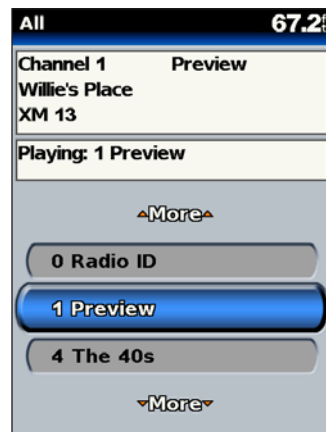 All 67.2
Channel 1 Preview
Willie's Place
XM 13
Playing: 1 Preview
More
0 Radio ID
1 Preview
4 The 40s
More